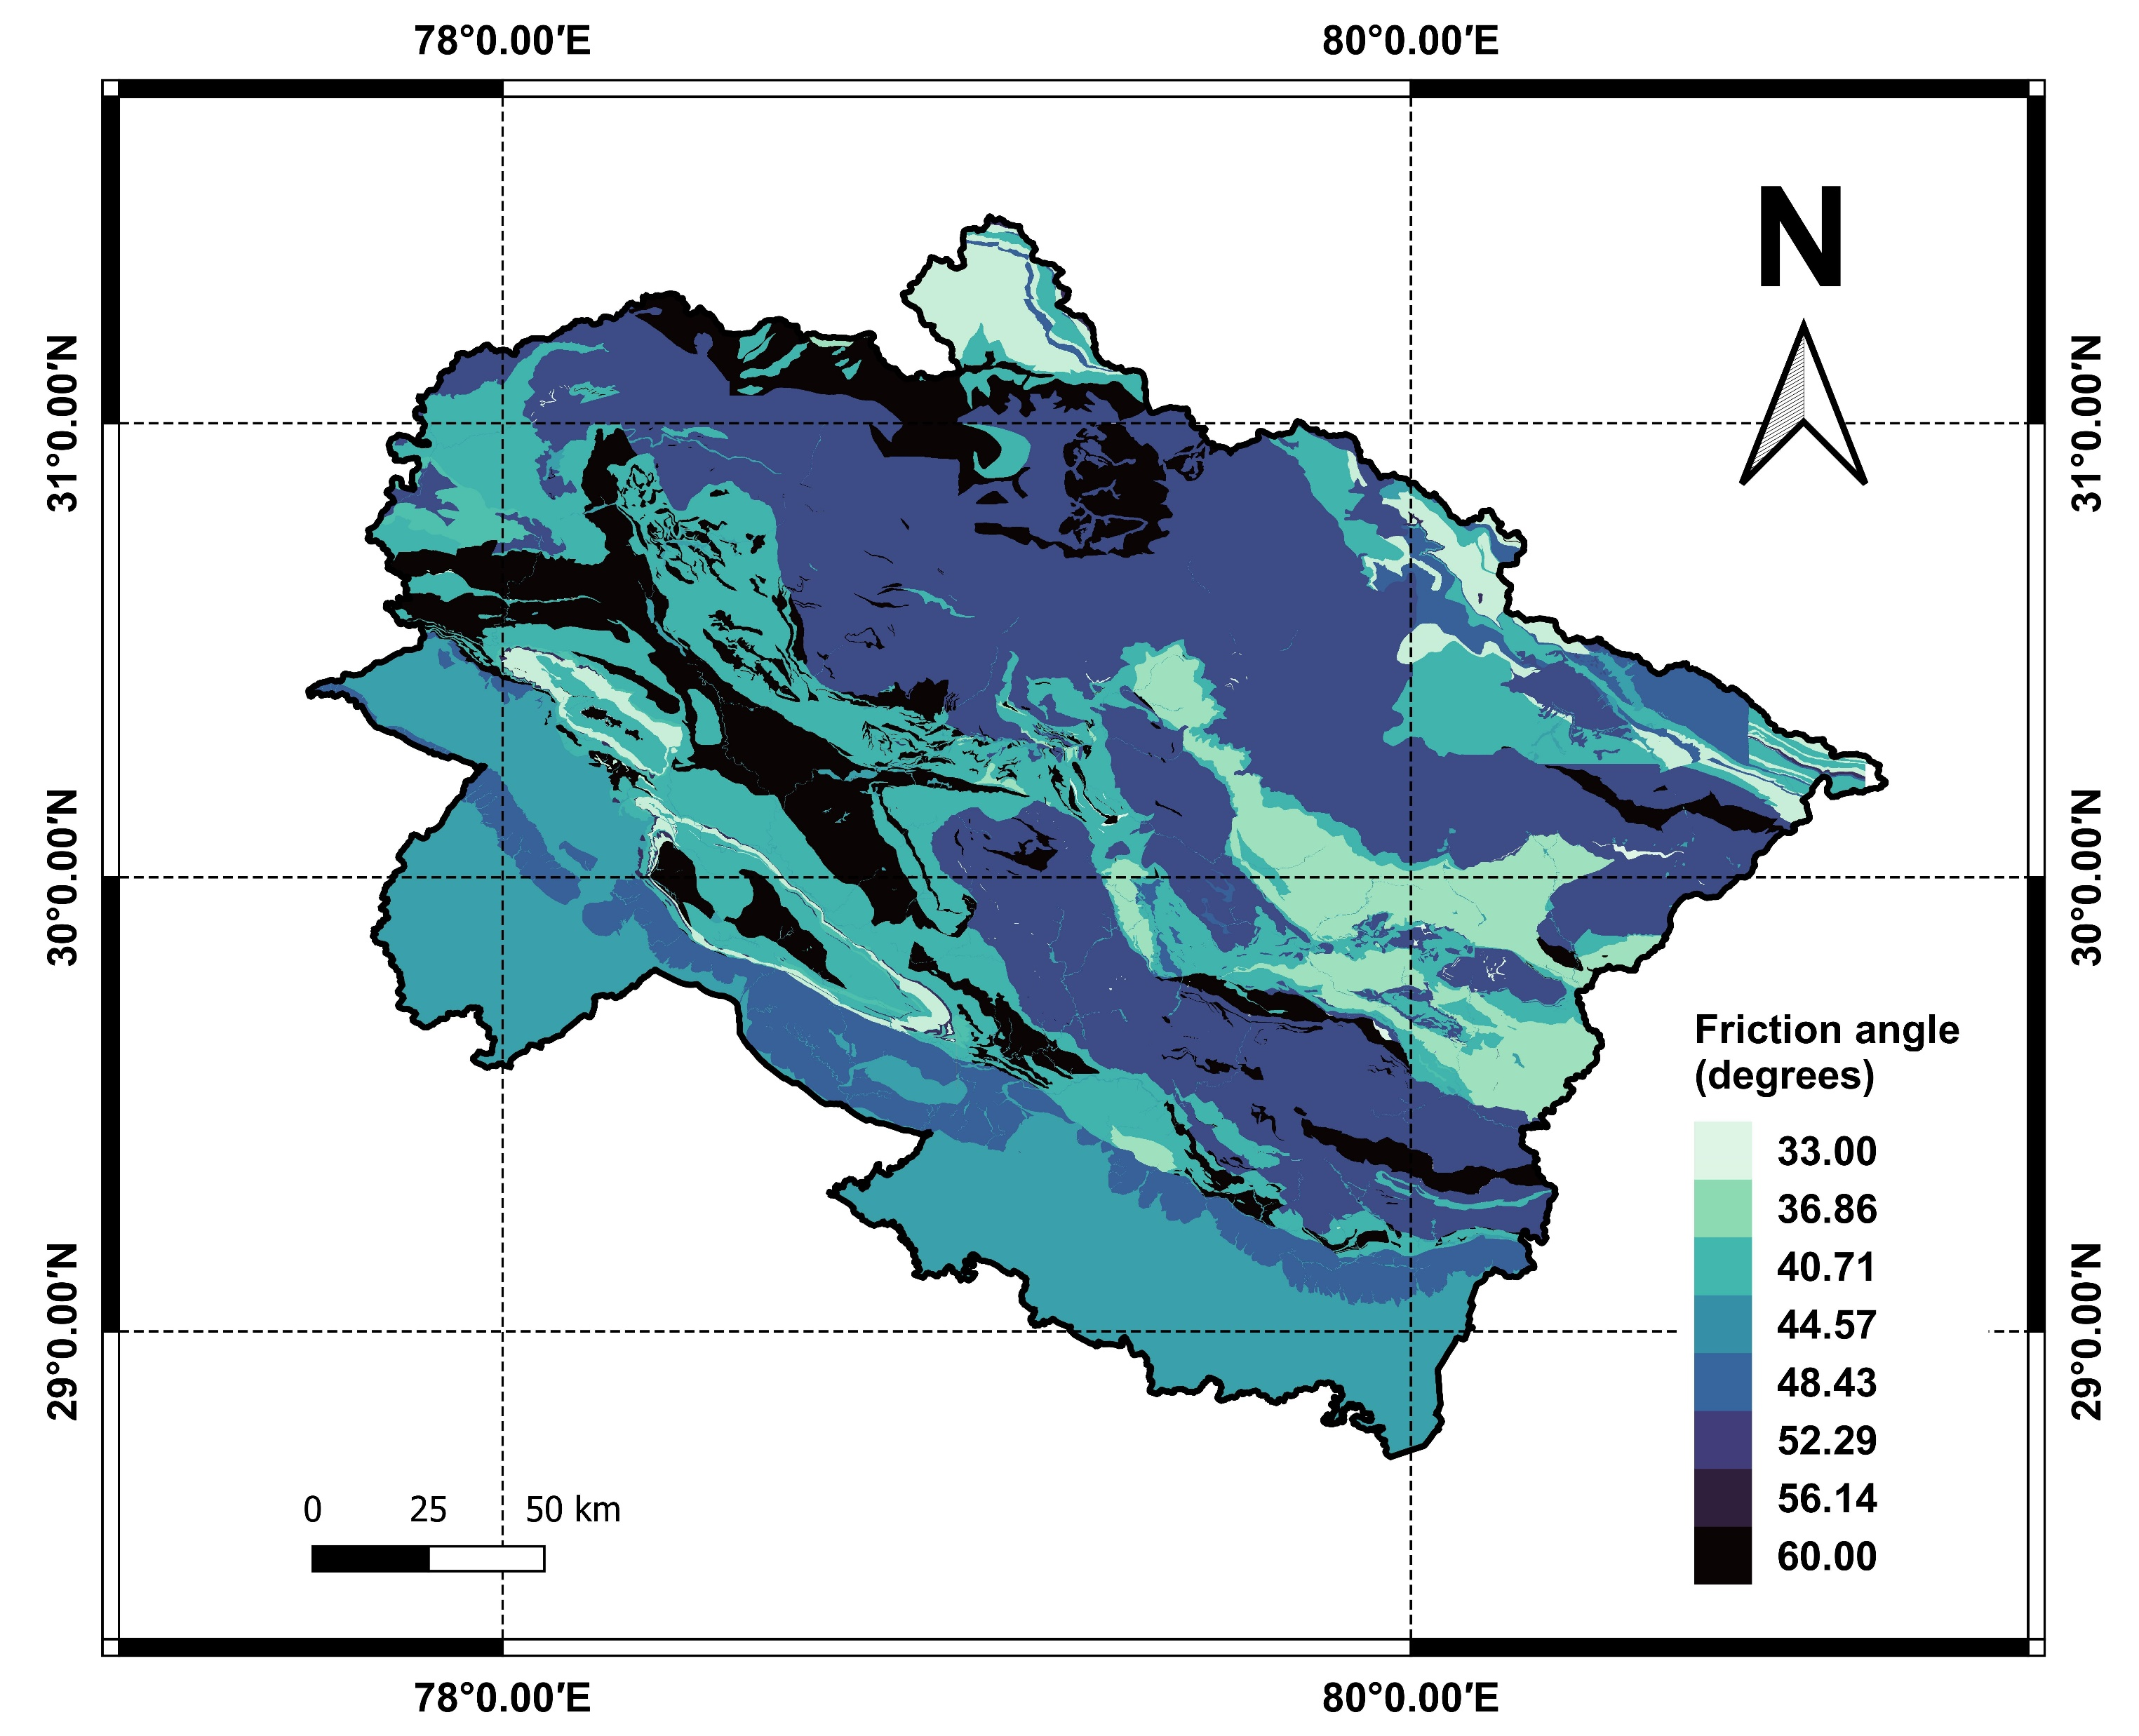 78°0.00′E 80°0.00′E
N
31°0.00′N 31°0.00′N
30°0.00′N 30°0.00′N
29°0.00′N 29°0.00′N
Friction angle
(degrees)
33.00
36.86
40.71
44.57
48.43
52.29
56.14
60.00
0 25 50 km
78°0.00′E 80°0.00′E